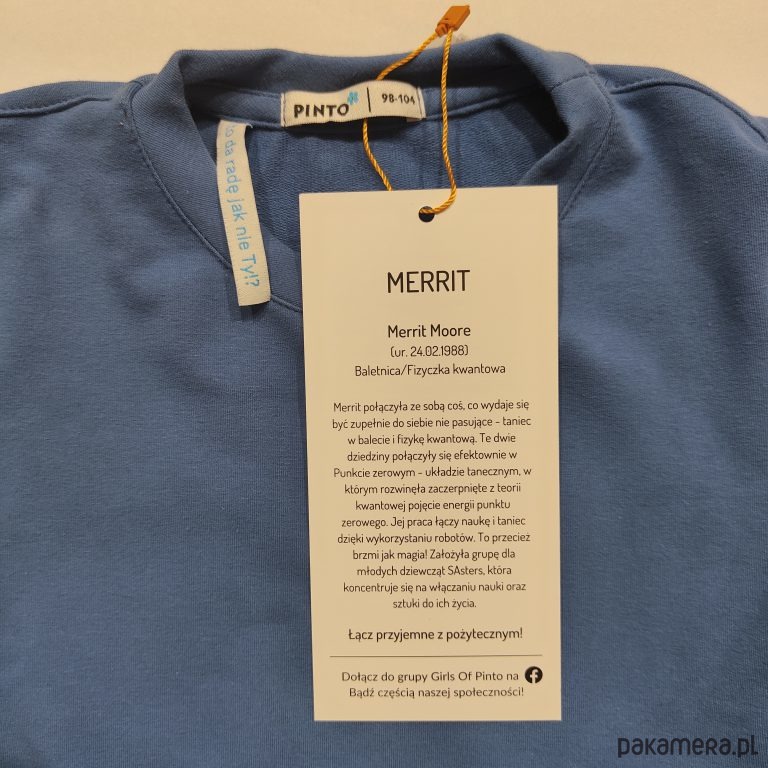 PINTO | 98-104
to da radę jak nie Ty!?
MERRIT
Merrit Moore
(ur. 24.02.1988)
Baletnica/Fizyczka kwantowa
Merrit połączyła ze sobą coś, co wydaje się
być zupełnie do siebie nie pasujące - taniec
w balecie i fizykę kwantową. Te dwie
dziedziny połączyły się efektownie w
Punkcie zerowym - układzie tanecznym, w
którym rozwinęła zaczerpnięte z teorii
kwantowej pojęcie energii punktu
zerowego. Jej praca łączy naukę i taniec
dzięki wykorzystaniu robotów. To przecież
brzmi jak magia! Założyła grupę dla
młodych dziewcząt SAsters, która
koncentruje się na włączaniu nauki oraz
sztuki do ich życia.
Łącz przyjemne z pożytecznym!
Dołącz do grupy Girls Of Pinto na
Bądź częścią naszej społeczności!
pakamera.pl